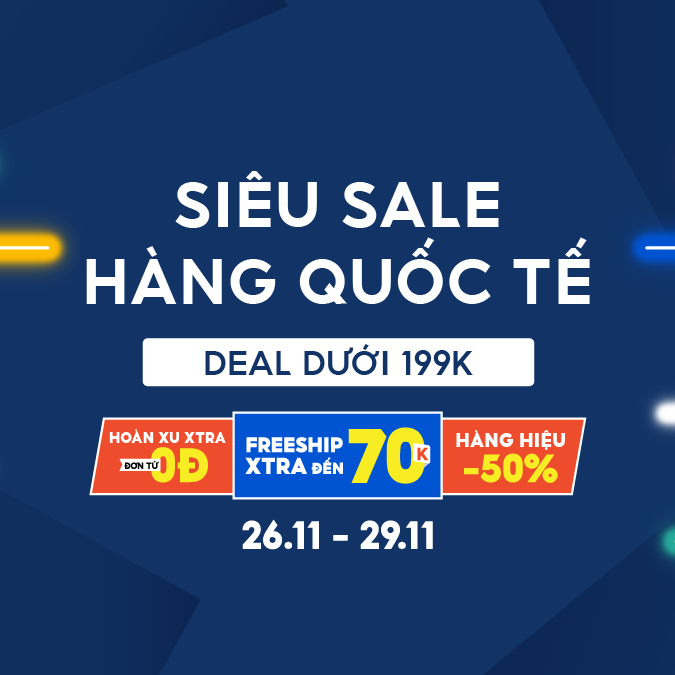 SIÊU SALE
HÀNG QUỐC TẾ
DEAL DƯỚI 199K
HOÀN XU XTRA
ĐƠN TỪ 0Đ
FREESHIP
XTRA ĐẾN 70K
HÀNG HIỆU
-50%
26.11 - 29.11